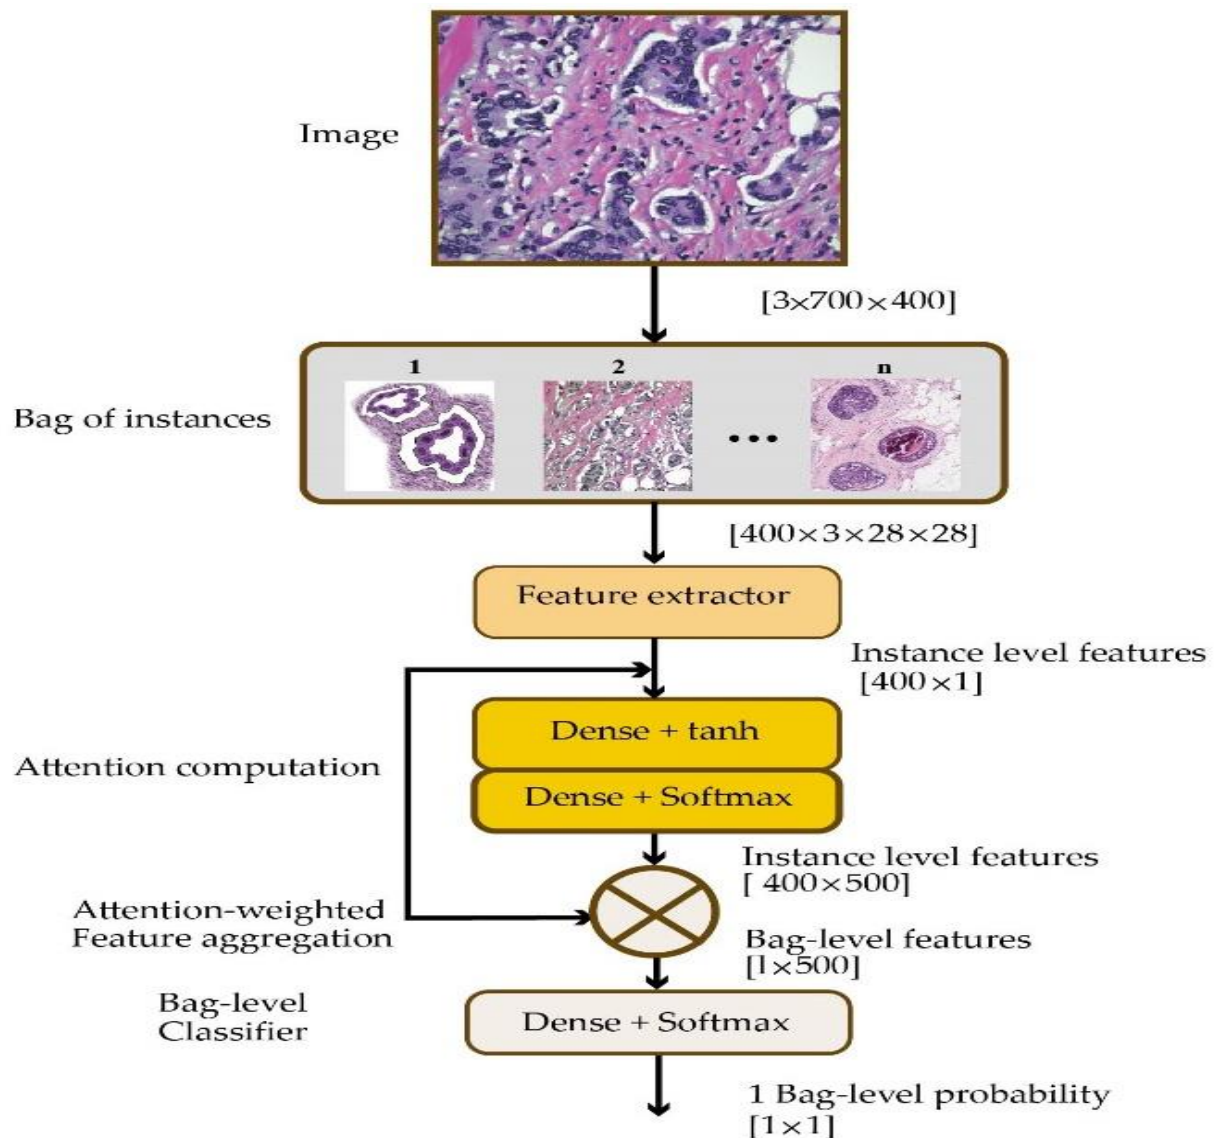 Image
[3×700×400]
1
2
n
Bag of instances
[400×3×28×28]
Feature extractor
Instance level features
[400×1]
Dense + tanh
Attention computation
Dense + Softmax
Instance level features
[ 400×500]
Attention-weighted
Feature aggregation
Bag-level features
[1×500]
Bag-level
Classifier
Dense + Softmax
1 Bag-level probability
[1×1]